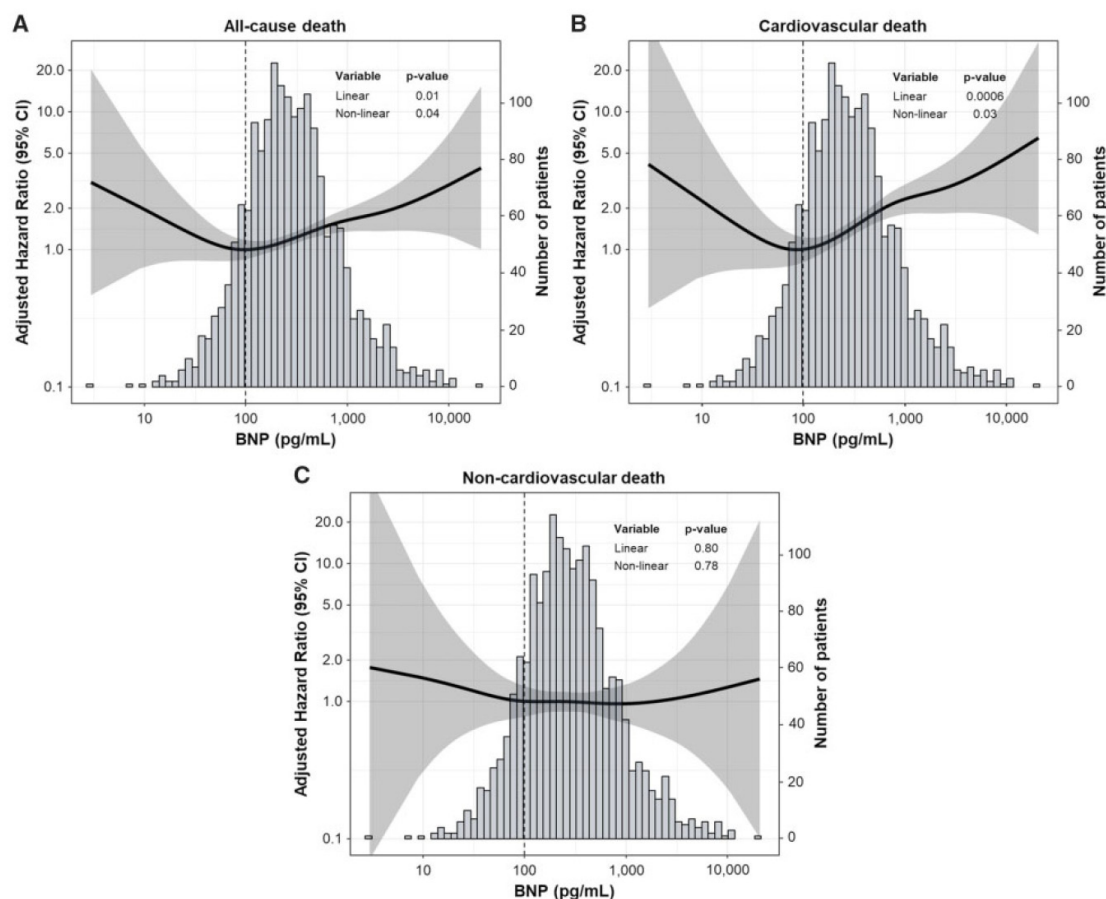 A
All-cause death
Adjusted Hazard Ratio (95% CI)
20.0
10.0
5.0
2.0
1.0
0.1
Variable p-value
Linear 0.01
Non-linear 0.04
100
80
60
40
20
0
Number of patients
10 100 1,000 10,000
BNP (pg/mL)
B
Cardiovascular death
Adjusted Hazard Ratio (95% CI)
20.0
10.0
5.0
2.0
1.0
0.1
Variable p-value
Linear 0.0006
Non-linear 0.03
100
80
60
40
20
0
Number of patients
10 100 1,000 10,000
BNP (pg/mL)
C
Non-cardiovascular death
Adjusted Hazard Ratio (95% CI)
20.0
10.0
5.0
2.0
1.0
0.1
Variable p-value
Linear 0.80
Non-linear 0.78
100
80
60
40
20
0
Number of patients
10 100 1,000 10,000
BNP (pg/mL)